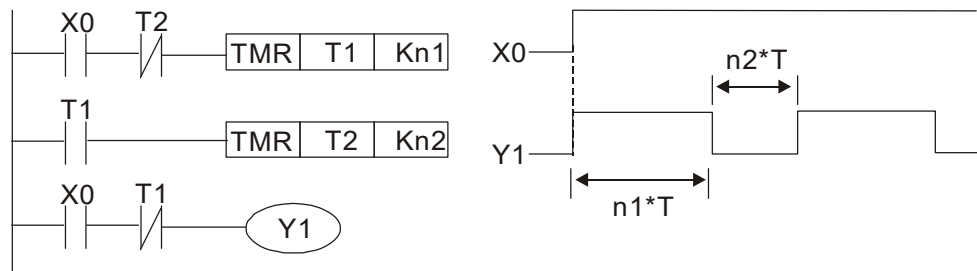 X0 T2
TMR T1 Kn1
T1
TMR T2 Kn2
X0 T1
Y1
X0
n2*T
Y1
n1*T